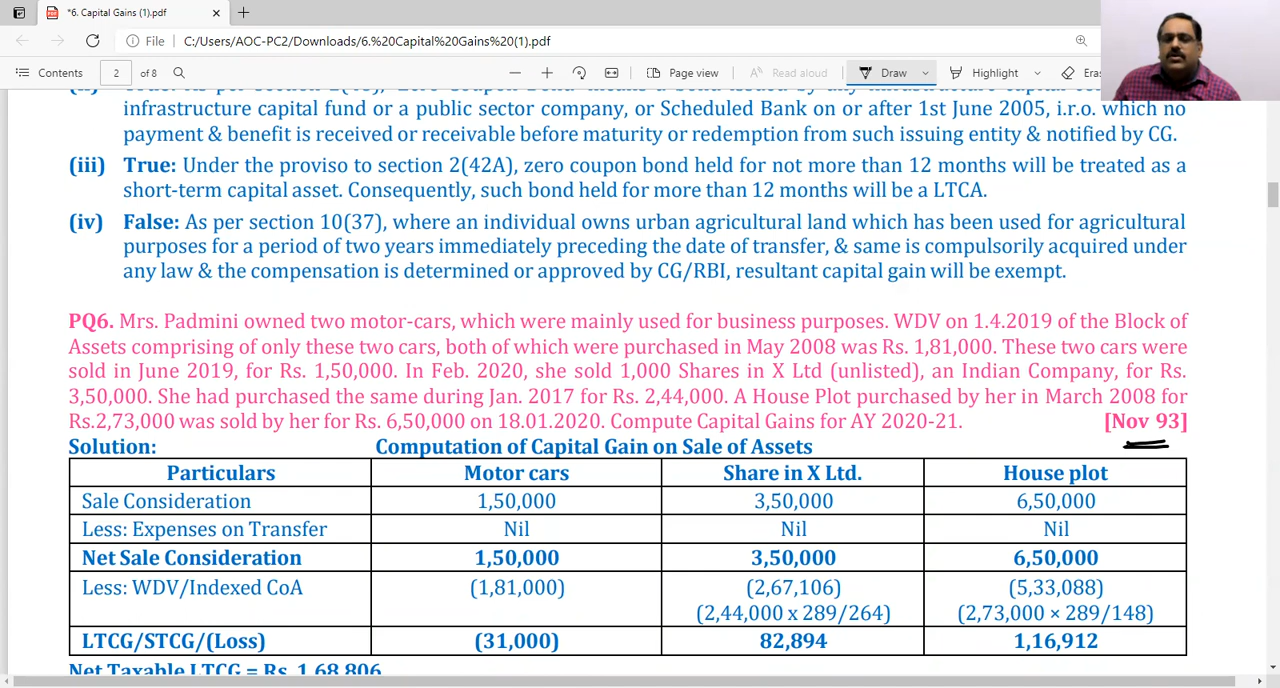 *6. Capital Gains (1).pdf
File C:/Users/AOC-PC2/Downloads/6.%20Capital%20Gains%20(1).pdf
Contents 2 of 8 Page view Read aloud Draw Highlight
infrastructure capital fund or a public sector company, or Scheduled Bank on or after 1st June 2005, i.r.o. which no
payment & benefit is received or receivable before maturity or redemption from such issuing entity & notified by CG.
(iii) True: Under the proviso to section 2(42A), zero coupon bond held for not more than 12 months will be treated as a
short-term capital asset. Consequently, such bond held for more than 12 months will be a LTCA.
(iv) False: As per section 10(37), where an individual owns urban agricultural land which has been used for agricultural
purposes for a period of two years immediately preceding the date of transfer, & same is compulsorily acquired under
any law & the compensation is determined or approved by CG/RBI, resultant capital gain will be exempt.
PQ6. Mrs. Padmini owned two motor-cars, which were mainly used for business purposes. WDV on 1.4.2019 of the Block of
Assets comprising of only these two cars, both of which were purchased in May 2008 was Rs. 1,81,000. These two cars were
sold in June 2019, for Rs. 1,50,000. In Feb. 2020, she sold 1,000 Shares in X Ltd (unlisted), an Indian Company, for Rs.
3,50,000. She had purchased the same during Jan. 2017 for Rs. 2,44,000. A House Plot purchased by her in March 2008 for
Rs.2,73,000 was sold by her for Rs. 6,50,000 on 18.01.2020. Compute Capital Gains for AY 2020-21. [Nov 93]
Solution: Computation of Capital Gain on Sale of Assets
Particulars Motor cars Share in X Ltd. House plot
Sale Consideration 1,50,000 3,50,000 6,50,000
Less: Expenses on Transfer Nil Nil Nil
Net Sale Consideration 1,50,000 3,50,000 6,50,000
Less: WDV/Indexed CoA (1,81,000) (2,67,106) (5,33,088)
(2,44,000 x 289/264) (2,73,000 × 289/148)
LTCG/STCG/(Loss) (31,000) 82,894 1,16,912
Net Taxable LTCG = Rs. 1,68,806